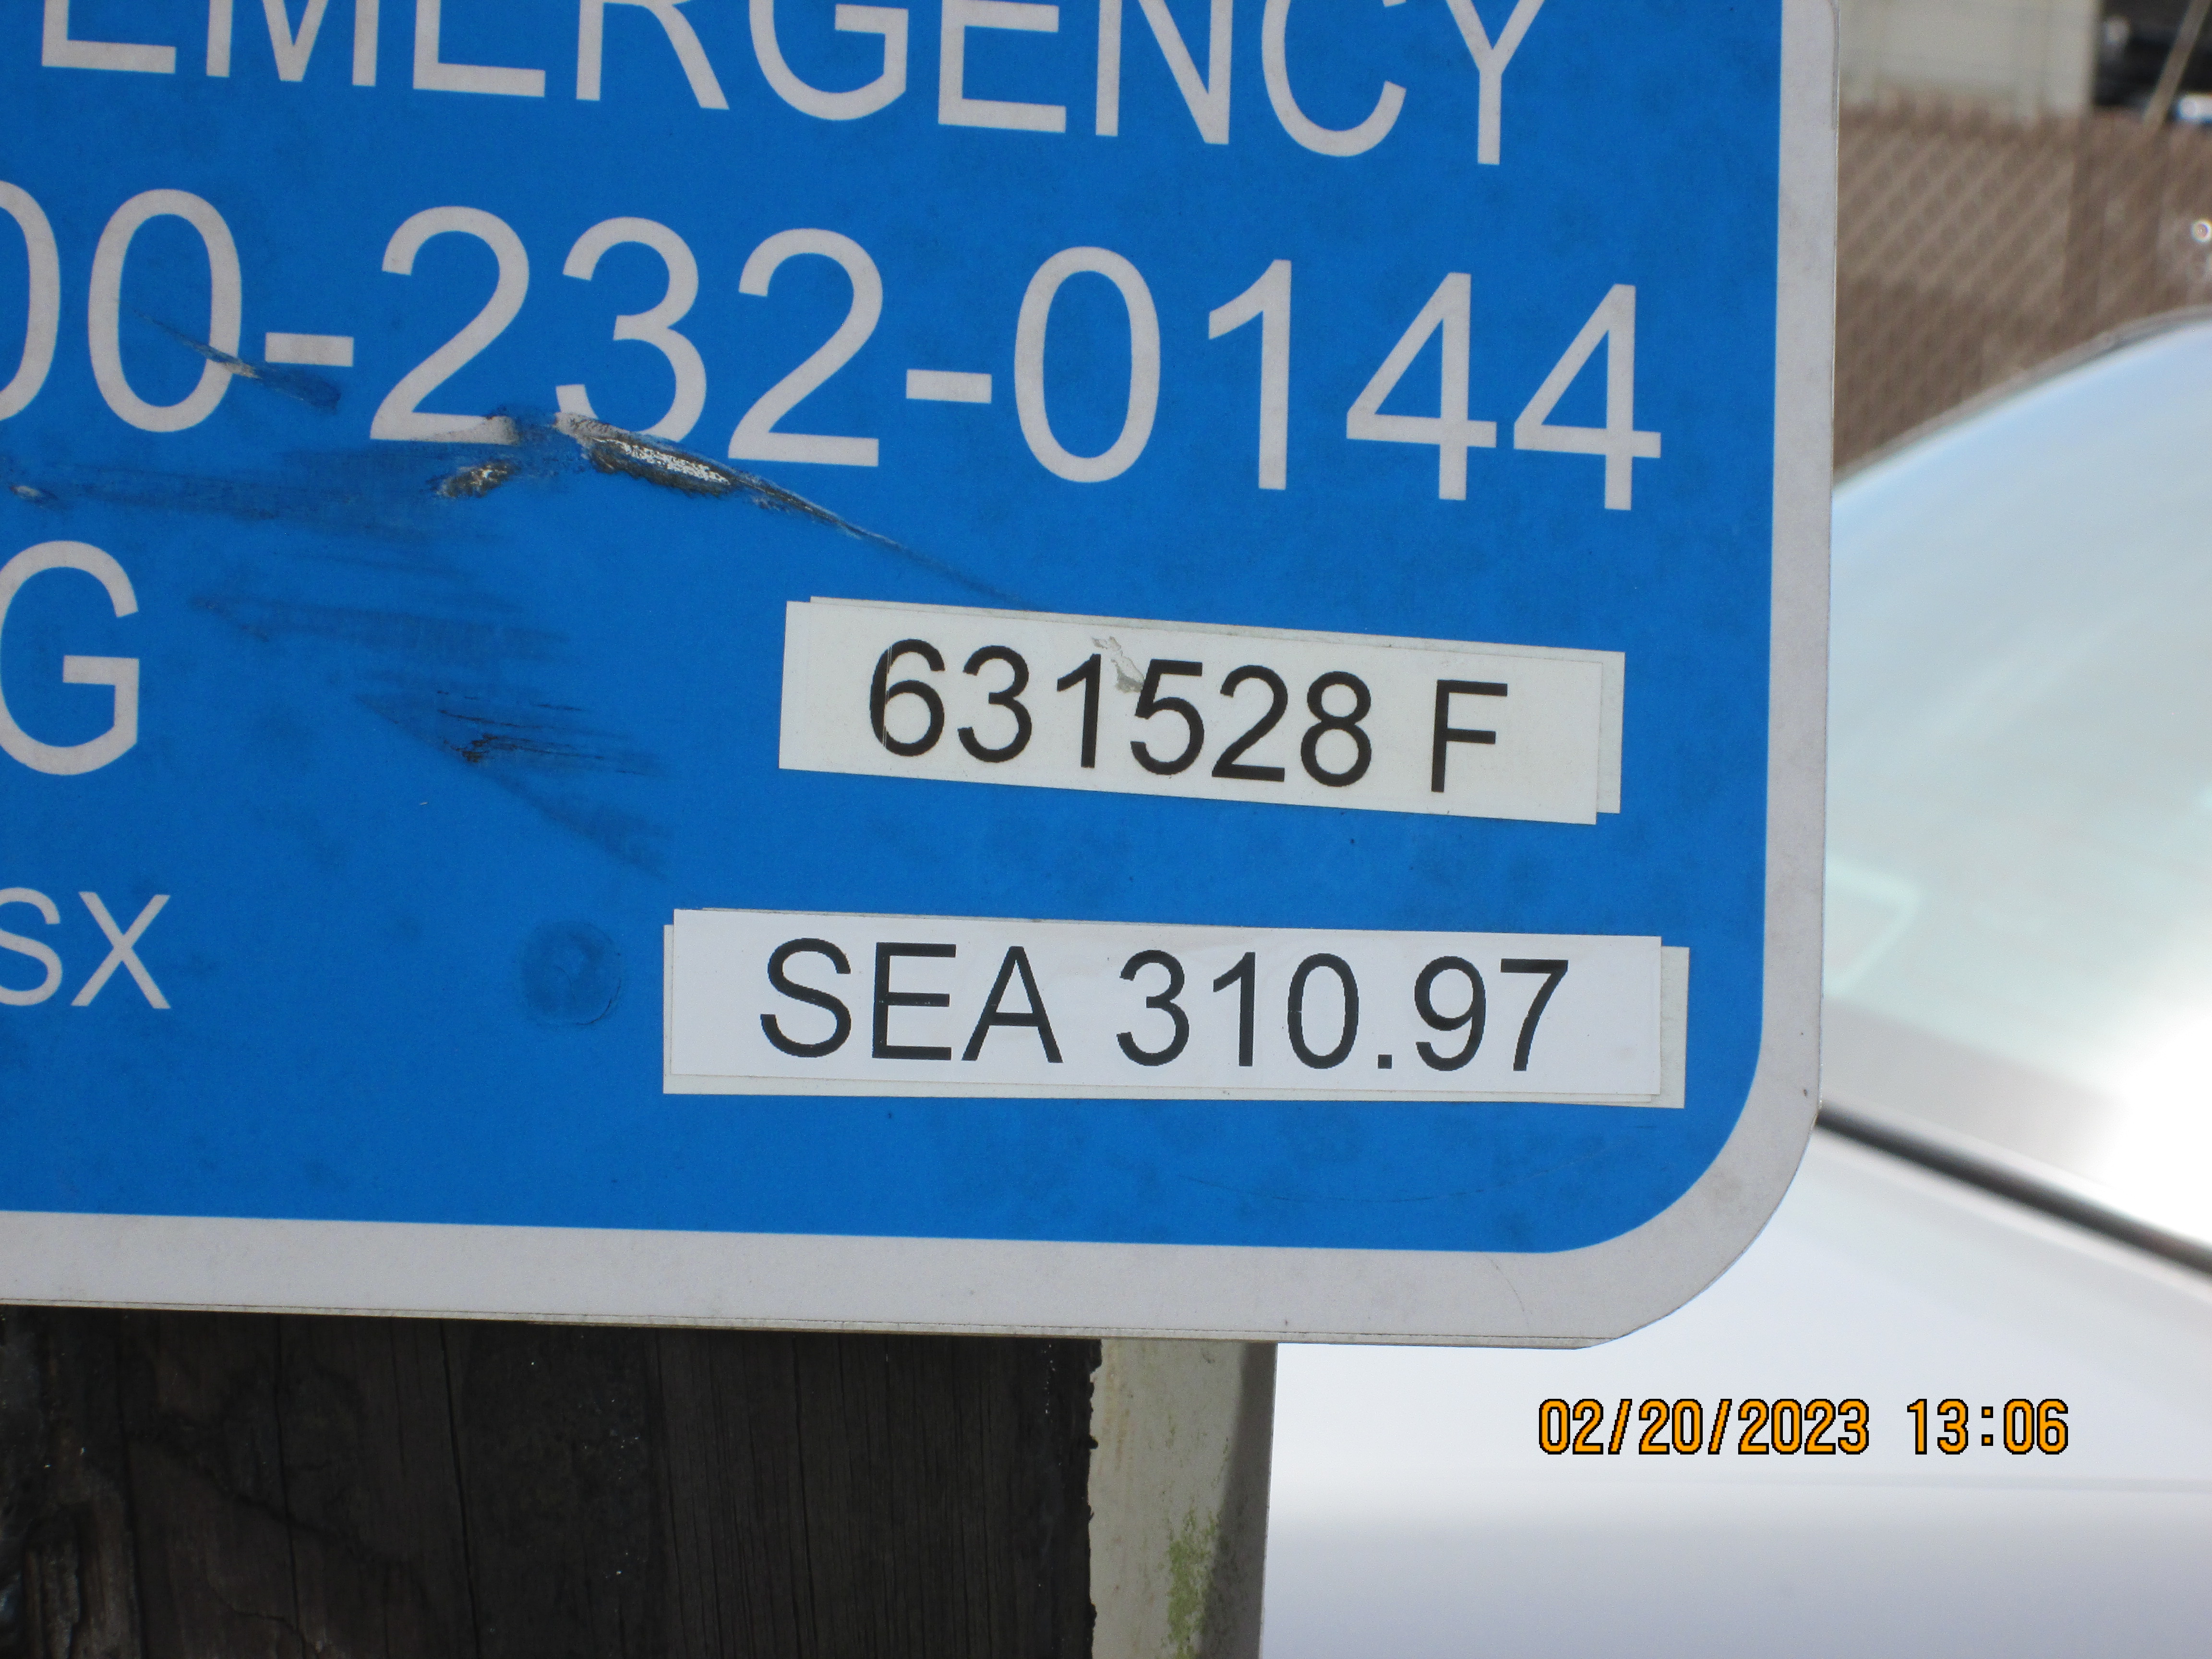 EMERGENCY
00-232-0144
G
631528 F
SX
SEA 310.97
02/20/2023 13:06